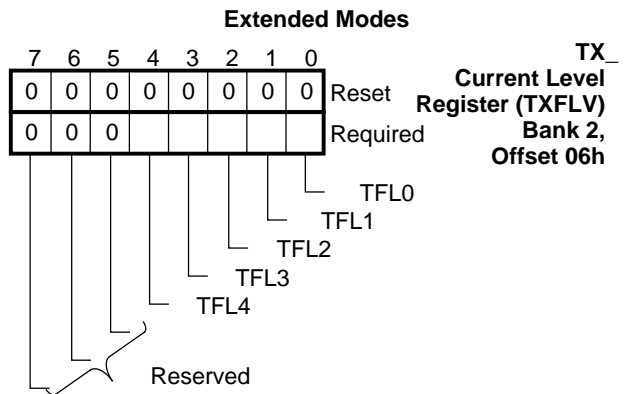 Extended Modes
7 6 5 4 3 2 1 0
0 0 0 0 0 0 0 0 Reset
0 0 0 Required
TX_
Current Level
Register (TXFLV)
Bank 2,
Offset 06h
TFL0
TFL1
TFL2
TFL3
TFL4
Reserved